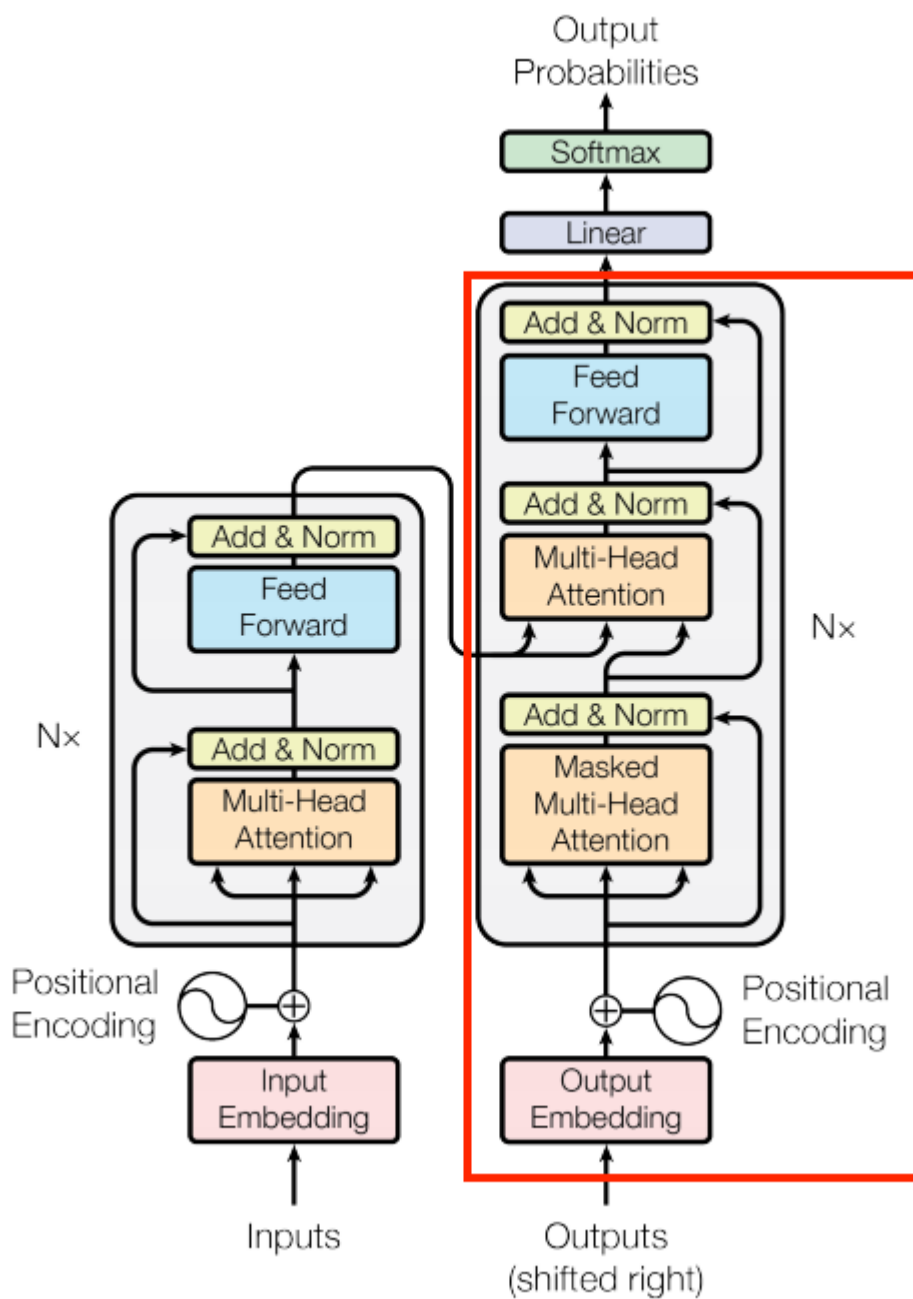 Output
Probabilities
Softmax
Linear
Add & Norm
Feed
Forward
Add & Norm
Multi-Head
Attention
Nx
Add & Norm
Masked
Multi-Head
Attention
Positional
Encoding
Output
Embedding
Outputs
(shifted right)
Add & Norm
Feed
Forward
Nx
Add & Norm
Multi-Head
Attention
Positional
Encoding
Input
Embedding
Inputs